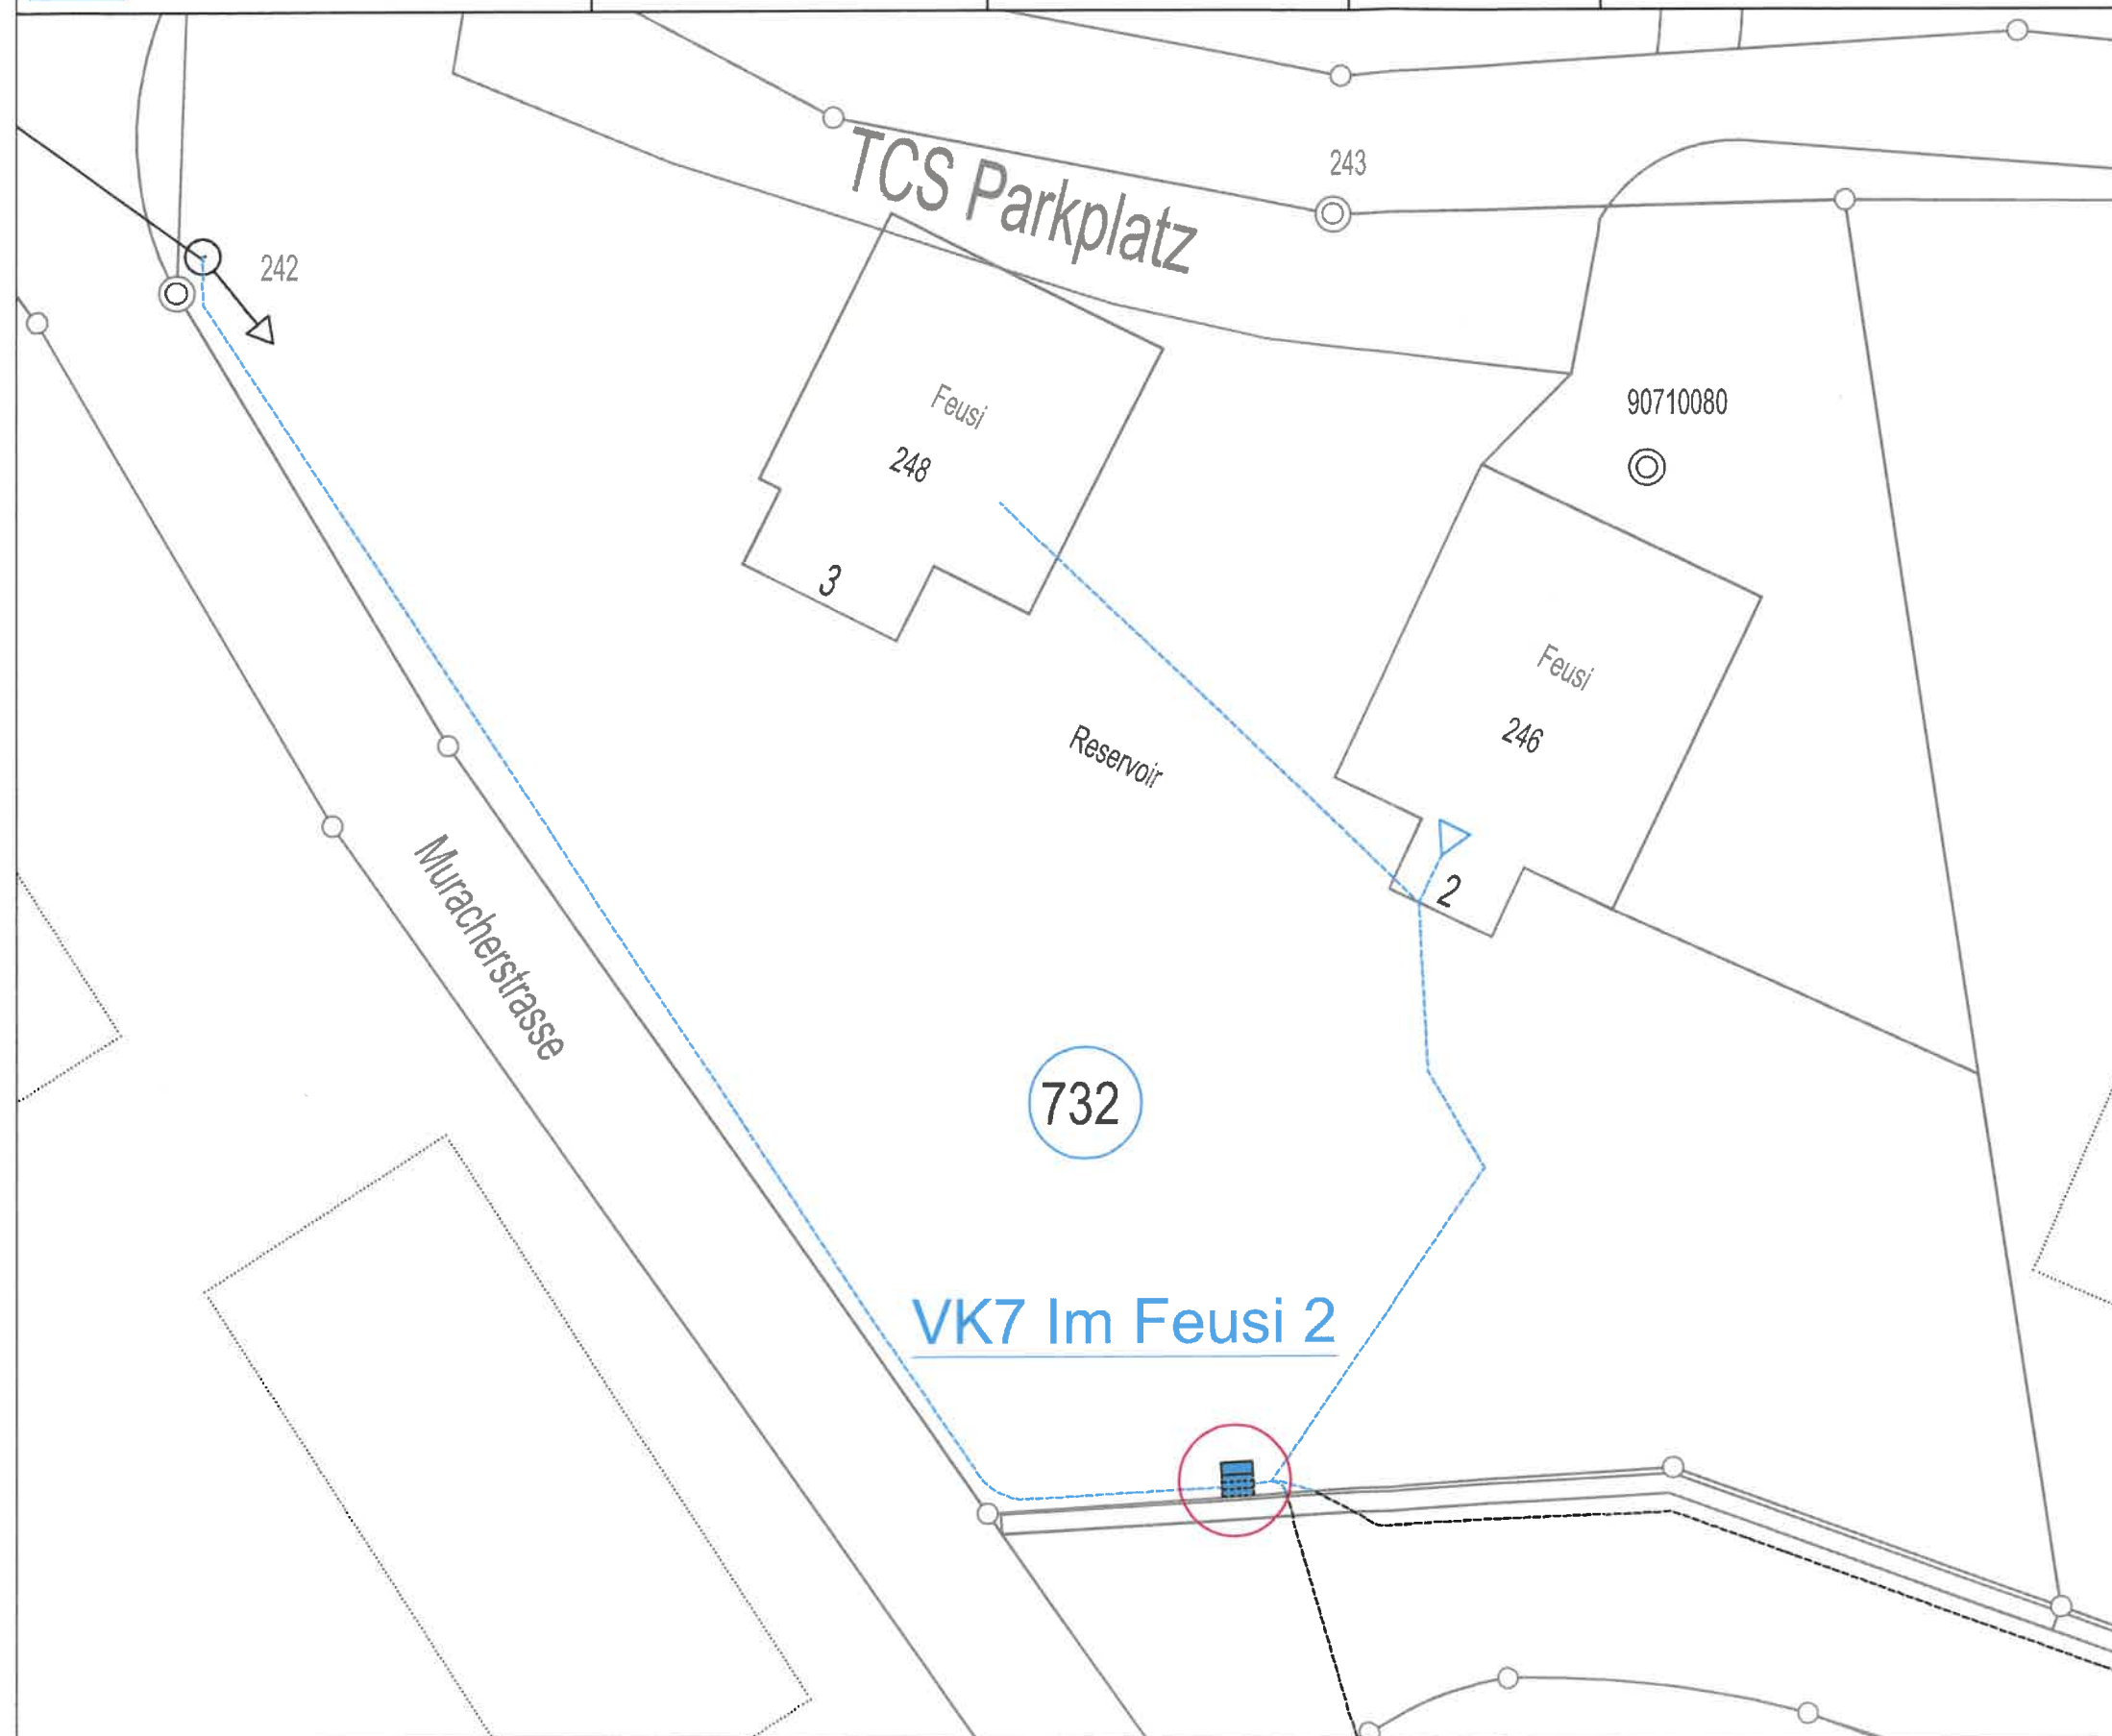 TCS Parkplatz
243
242
90710080
Feusi
248
3
Feusi
246
2
Reservoir
Muracherstrasse
732
VK7 Im Feusi 2